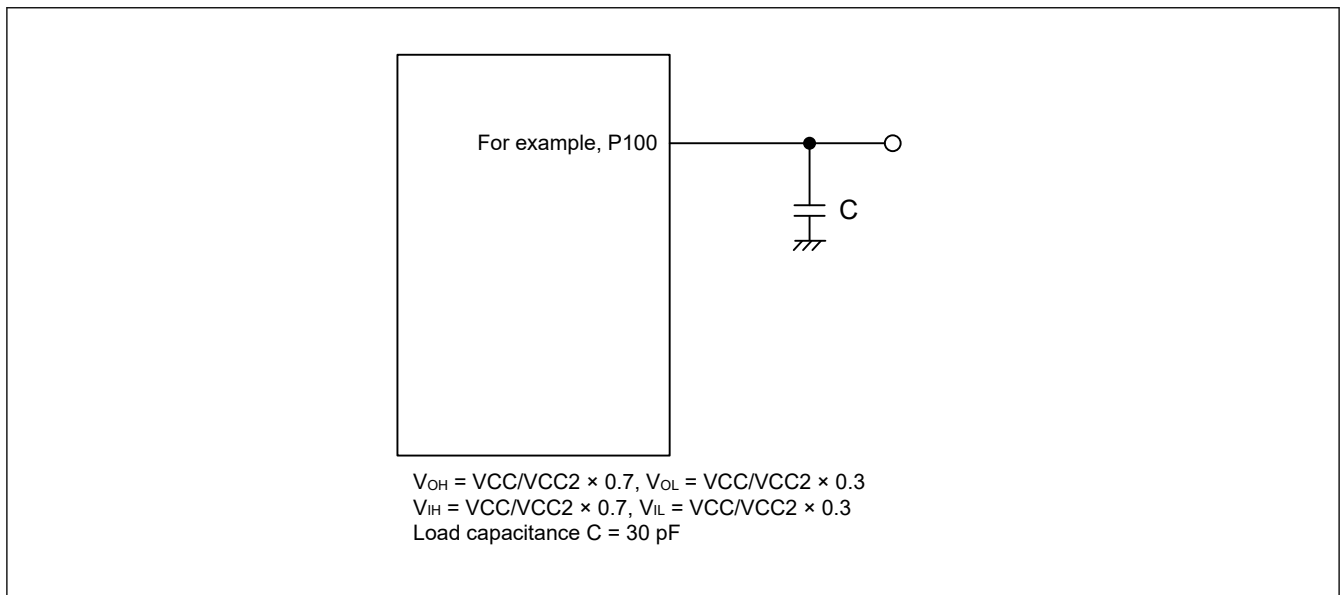 For example, P100
C
VOH = VCC/VCC2 × 0.7, VOL = VCC/VCC2 × 0.3
VIH = VCC/VCC2 × 0.7, VIL = VCC/VCC2 × 0.3
Load capacitance C = 30 pF